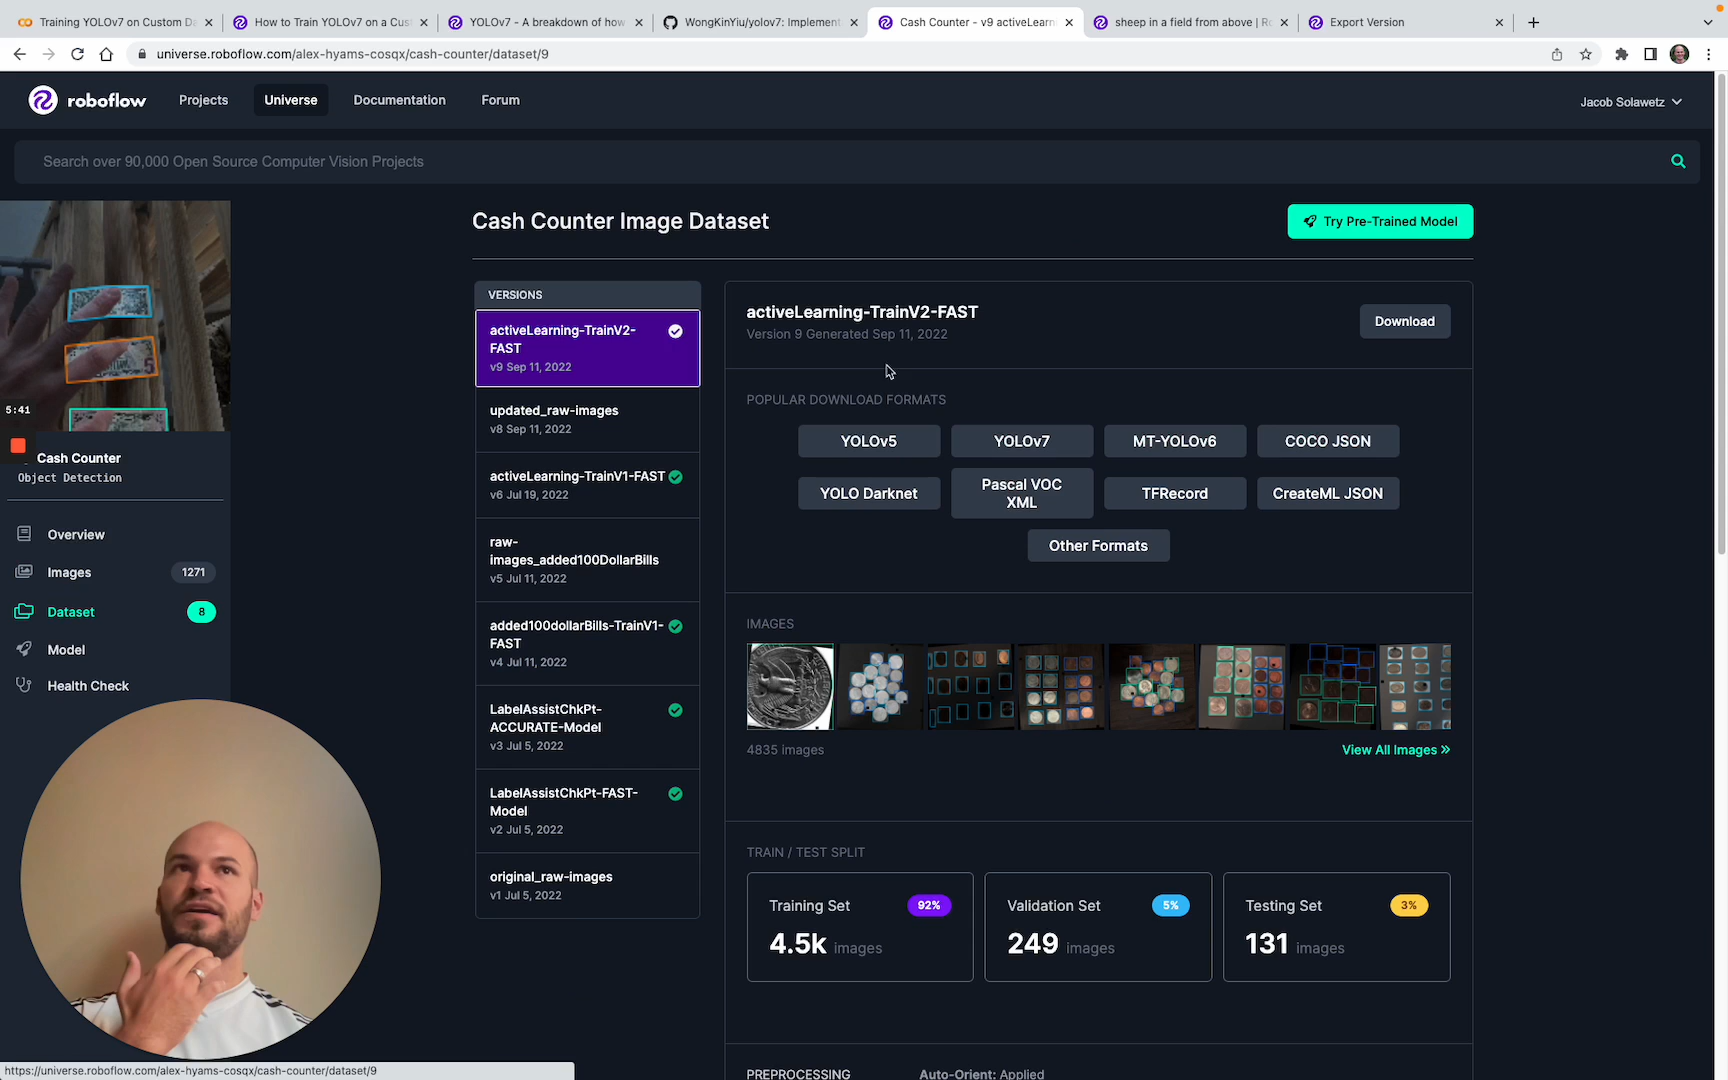 Training YOLOv7 on Custom Da
How to Train YOLOv7 on a Cus
YOLOv7 - A breakdown of how
WongKinYiu/yolov7: Implement
Cash Counter - v9 activeLearn
sheep in a field from above | Ro
Export Version
universe.roboflow.com/alex-hyams-cosqx/cash-counter/dataset/9
roboflow
Projects
Universe
Documentation
Forum
Jacob Solawetz
Search over 90,000 Open Source Computer Vision Projects
Cash Counter Image Dataset
Try Pre-Trained Model
5:41
Cash Counter
Object Detection
Overview
Images 1271
Dataset 8
Model
Health Check
VERSIONS
activeLearning-TrainV2-
FAST
v9 Sep 11, 2022
updated_raw-images
v8 Sep 11, 2022
activeLearning-TrainV1-FAST
v6 Jul 19, 2022
raw-
images_added100DollarBills
v5 Jul 11, 2022
added100dollarBills-TrainV1-
FAST
v4 Jul 11, 2022
LabelAssistChkPt-
ACCURATE-Model
v3 Jul 5, 2022
LabelAssistChkPt-FAST-
Model
v2 Jul 5, 2022
original_raw-images
v1 Jul 5, 2022
activeLearning-TrainV2-FAST
Version 9 Generated Sep 11, 2022
Download
POPULAR DOWNLOAD FORMATS
YOLOv5
YOLOv7
MT-YOLOv6
COCO JSON
YOLO Darknet
Pascal VOC
XML
TFRecord
CreateML JSON
Other Formats
IMAGES
4835 images
View All Images »
TRAIN / TEST SPLIT
Training Set 92%
4.5k images
Validation Set 5%
249 images
Testing Set 3%
131 images
PREPROCESSING
Auto-Orient: Applied
https://universe.roboflow.com/alex-hyams-cosqx/cash-counter/dataset/9